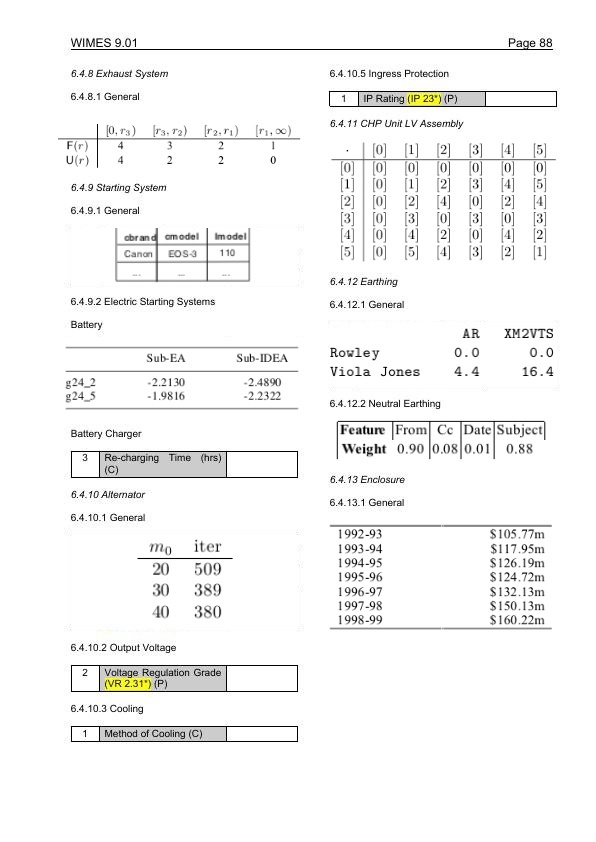 WIMES 9.01 Page 88
6.4.8 Exhaust System
6.4.8.1 General
[0, r₃) [r₃, r₂) [r₂, r₁) [r₁, ∞)
F(r) 4 3 2 1
U(r) 4 2 2 0
6.4.9 Starting System
6.4.9.1 General
cbrand cmodel lmodel
Canon EOS-3 110
... ... ...
6.4.9.2 Electric Starting Systems
Battery
Sub-EA Sub-IDEA
g24_2 -2.2130 -2.4890
g24_5 -1.9816 -2.2322
Battery Charger
3 Re-charging Time (hrs)
(C)
6.4.10 Alternator
6.4.10.1 General
m₀ iter
20 509
30 389
40 380
6.4.10.2 Output Voltage
2 Voltage Regulation Grade
(VR 2.31*) (P)
6.4.10.3 Cooling
1 Method of Cooling (C)
6.4.10.5 Ingress Protection
1 IP Rating (IP 23*) (P)
6.4.11 CHP Unit LV Assembly
· [0] [1] [2] [3] [4] [5]
[0] [0] [0] [0] [0] [0] [0]
[1] [0] [1] [2] [3] [4] [5]
[2] [0] [2] [4] [0] [2] [4]
[3] [0] [3] [0] [3] [0] [3]
[4] [0] [4] [2] [0] [4] [2]
[5] [0] [5] [4] [3] [2] [1]
6.4.12 Earthing
6.4.12.1 General
AR XM2VTS
Rowley 0.0 0.0
Viola Jones 4.4 16.4
6.4.12.2 Neutral Earthing
Feature From Cc Date Subject
Weight 0.90 0.08 0.01 0.88
6.4.13 Enclosure
6.4.13.1 General
1992-93 $105.77m
1993-94 $117.95m
1994-95 $126.19m
1995-96 $124.72m
1996-97 $132.13m
1997-98 $150.13m
1998-99 $160.22m